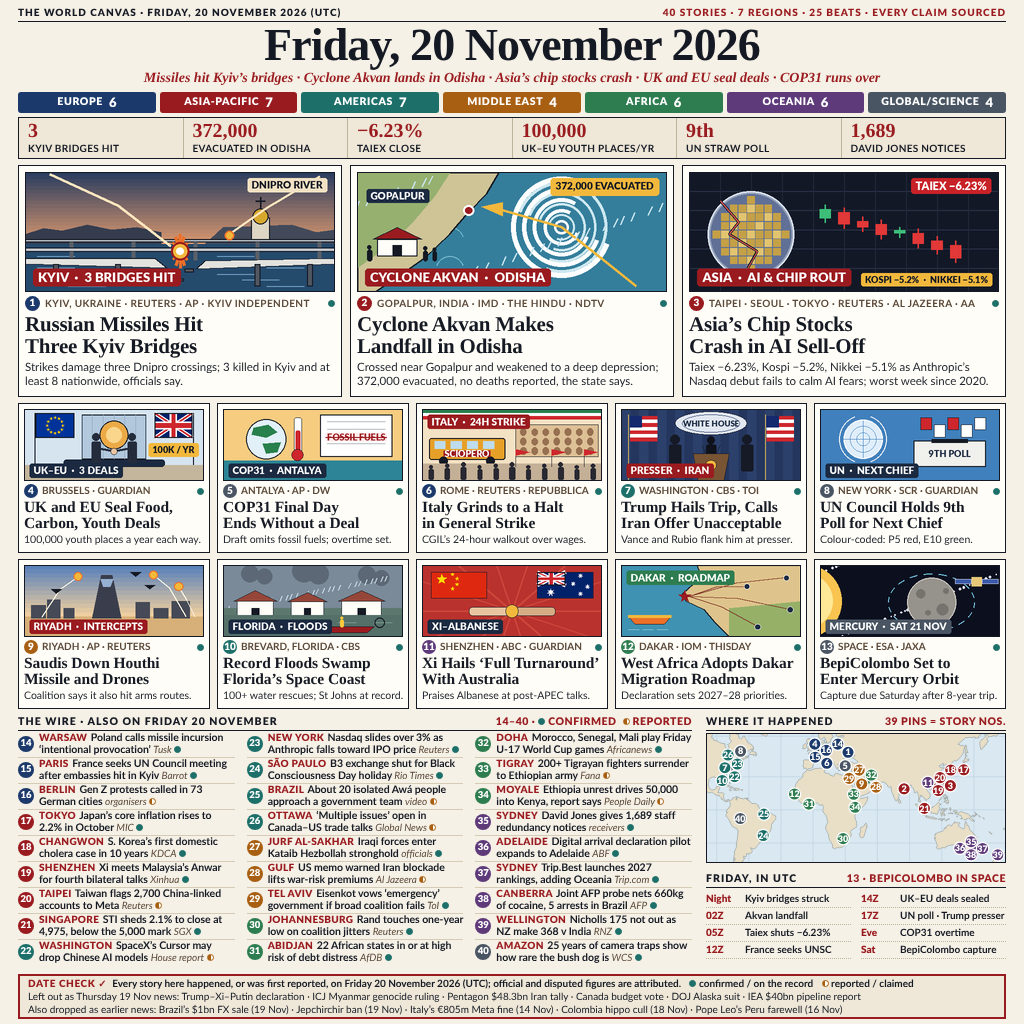 THE WORLD CANVAS · FRIDAY, 20 NOVEMBER 2026 (UTC)
40 STORIES · 7 REGIONS · 25 BEATS · EVERY CLAIM SOURCED
Friday, 20 November 2026
Missiles hit Kyiv's bridges · Cyclone Akvan lands in Odisha · Asia's chip stocks crash · UK and EU seal deals · COP31 runs over
EUROPE 6
ASIA-PACIFIC 7
AMERICAS 7
MIDDLE EAST 4
AFRICA 6
OCEANIA 6
GLOBAL/SCIENCE 4
3
KYIV BRIDGES HIT
372,000
EVACUATED IN ODISHA
−6.23%
TAIEX CLOSE
100,000
UK–EU YOUTH PLACES/YR
9th
UN STRAW POLL
1,689
DAVID JONES NOTICES
DNIPRO RIVER
KYIV · 3 BRIDGES HIT
1 KYIV, UKRAINE · REUTERS · AP · KYIV INDEPENDENT
Russian Missiles Hit
Three Kyiv Bridges
Strikes damage three Dnipro crossings; 3 killed in Kyiv and at
least 8 nationwide, officials say.
GOPALPUR
372,000 EVACUATED
CYCLONE AKVAN · ODISHA
2 GOPALPUR, INDIA · IMD · THE HINDU · NDTV
Cyclone Akvan Makes
Landfall in Odisha
Crossed near Gopalpur and weakened to a deep depression;
372,000 evacuated, no deaths reported, the state says.
TAIEX −6.23%
ASIA · AI & CHIP ROUT
KOSPI −5.2% · NIKKEI −5.1%
3 TAIPEI · SEOUL · TOKYO · REUTERS · AL JAZEERA · AA
Asia's Chip Stocks
Crash in AI Sell-Off
Taiex −6.23%, Kospi −5.2%, Nikkei −5.1% as Anthropic's
Nasdaq debut fails to calm AI fears; worst week since 2020.
100K / YR
UK–EU · 3 DEALS
4 BRUSSELS · GUARDIAN
UK and EU Seal Food,
Carbon, Youth Deals
100,000 youth places a year each way.
FOSSIL FUELS
COP31 · ANTALYA
5 ANTALYA · AP · DW
COP31 Final Day
Ends Without a Deal
Draft omits fossil fuels; overtime set.
ITALY · 24H STRIKE
SCIOPERO
6 ROME · REUTERS · REPUBBLICA
Italy Grinds to a Halt
in General Strike
CGIL's 24-hour walkout over wages.
WHITE HOUSE
PRESSER · IRAN
7 WASHINGTON · CBS · TOI
Trump Hails Trip, Calls
Iran Offer Unacceptable
Vance and Rubio flank him at presser.
9TH POLL
UN · NEXT CHIEF
8 NEW YORK · SCR · GUARDIAN
UN Council Holds 9th
Poll for Next Chief
Colour-coded: P5 red, E10 green.
RIYADH · INTERCEPTS
9 RIYADH · AP · REUTERS
Saudis Down Houthi
Missile and Drones
Coalition says it also hit arms routes.
FLORIDA · FLOODS
10 BREVARD, FLORIDA · CBS
Record Floods Swamp
Florida's Space Coast
100+ water rescues; St Johns at record.
XI–ALBANESE
11 SHENZHEN · ABC · GUARDIAN
Xi Hails 'Full Turnaround'
With Australia
Praises Albanese at post-APEC talks.
DAKAR · ROADMAP
12 DAKAR · IOM · THISDAY
West Africa Adopts Dakar
Migration Roadmap
Declaration sets 2027–28 priorities.
MERCURY · SAT 21 NOV
13 SPACE · ESA · JAXA
BepiColombo Set to
Enter Mercury Orbit
Capture due Saturday after 8-year trip.
THE WIRE · ALSO ON FRIDAY 20 NOVEMBER
14–40 · CONFIRMED REPORTED
14 WARSAW Poland calls missile incursion
'intentional provocation' Tusk
15 PARIS France seeks UN Council meeting
after embassies hit in Kyiv Barrot
16 BERLIN Gen Z protests called in 73
German cities organisers
17 TOKYO Japan's core inflation rises to
2.2% in October MIC
18 CHANGWON S. Korea's first domestic
cholera case in 10 years KDCA
19 SHENZHEN Xi meets Malaysia's Anwar
for fourth bilateral talks Xinhua
20 TAIPEI Taiwan flags 2,700 China-linked
accounts to Meta Reuters
21 SINGAPORE STI sheds 2.1% to close at
4,975, below the 5,000 mark SGX
22 WASHINGTON SpaceX's Cursor may
drop Chinese AI models House report
23 NEW YORK Nasdaq slides over 3% as
Anthropic falls toward IPO price Reuters
24 SÃO PAULO B3 exchange shut for Black
Consciousness Day holiday Rio Times
25 BRAZIL About 20 isolated Awá people
approach a government team video
26 OTTAWA 'Multiple issues' open in
Canada–US trade talks Global News
27 JURF AL-SAKHAR Iraqi forces enter
Kataib Hezbollah stronghold officials
28 GULF US memo warned Iran blockade
lifts war-risk premiums Al Jazeera
29 TEL AVIV Eisenkot vows 'emergency'
government if broad coalition fails ToI
30 JOHANNESBURG Rand touches one-year
low on coalition jitters Reuters
31 ABIDJAN 22 African states in or at high
risk of debt distress AfDB
32 DOHA Morocco, Senegal, Mali play Friday
U-17 World Cup games Africanews
33 TIGRAY 200+ Tigrayan fighters surrender
to Ethiopian army Fana
34 MOYALE Ethiopia unrest drives 50,000
into Kenya, report says People Daily
35 SYDNEY David Jones gives 1,689 staff
redundancy notices receivers
36 ADELAIDE Digital arrival declaration pilot
expands to Adelaide ABF
37 SYDNEY Trip.Best launches 2027
rankings, adding Oceania Trip.com
38 CANBERRA Joint AFP probe nets 660kg
of cocaine, 5 arrests in Brazil AFP
39 WELLINGTON Nicholls 175 not out as
NZ make 368 v India RNZ
40 AMAZON 25 years of camera traps show
how rare the bush dog is WCS
WHERE IT HAPPENED
39 PINS = STORY NOS.
FRIDAY, IN UTC
13 · BEPICOLOMBO IN SPACE
Night Kyiv bridges struck
02Z Akvan landfall
05Z Taiex shuts −6.23%
12Z France seeks UNSC
14Z UK–EU deals sealed
17Z UN poll · Trump presser
Eve COP31 overtime
Sat BepiColombo capture
DATE CHECK ✓ Every story here happened, or was first reported, on Friday 20 November 2026 (UTC); official and disputed figures are attributed. confirmed / on the record reported / claimed
Left out as Thursday 19 Nov news: Trump–Xi–Putin declaration · ICJ Myanmar genocide ruling · Pentagon $48.3bn Iran tally · Canada budget vote · DOJ Alaska suit · IEA $40bn pipeline report
Also dropped as earlier news: Brazil's $1bn FX sale (19 Nov) · Jepchirchir ban (19 Nov) · Italy's €805m Meta fine (14 Nov) · Colombia hippo cull (18 Nov) · Pope Leo's Peru farewell (16 Nov)